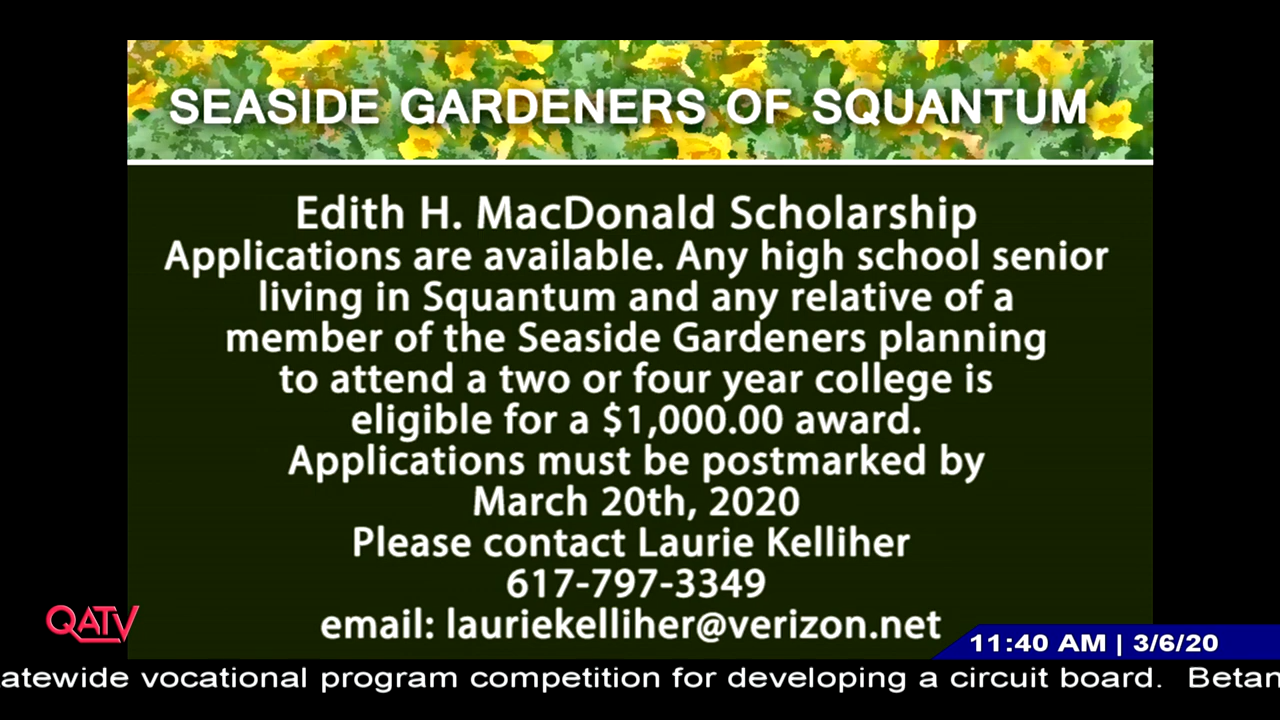 SEASIDE GARDENERS OF SQUANTUM
Edith H. MacDonald Scholarship
Applications are available. Any high school senior
living in Squantum and any relative of a
member of the Seaside Gardeners planning
to attend a two or four year college is
eligible for a $1,000.00 award.
Applications must be postmarked by
March 20th, 2020
Please contact Laurie Kelliher
617-797-3349
email: lauriekelliher@verizon.net
QATV
11:40 AM | 3/6/20
atewide vocational program competition for developing a circuit board. Betan